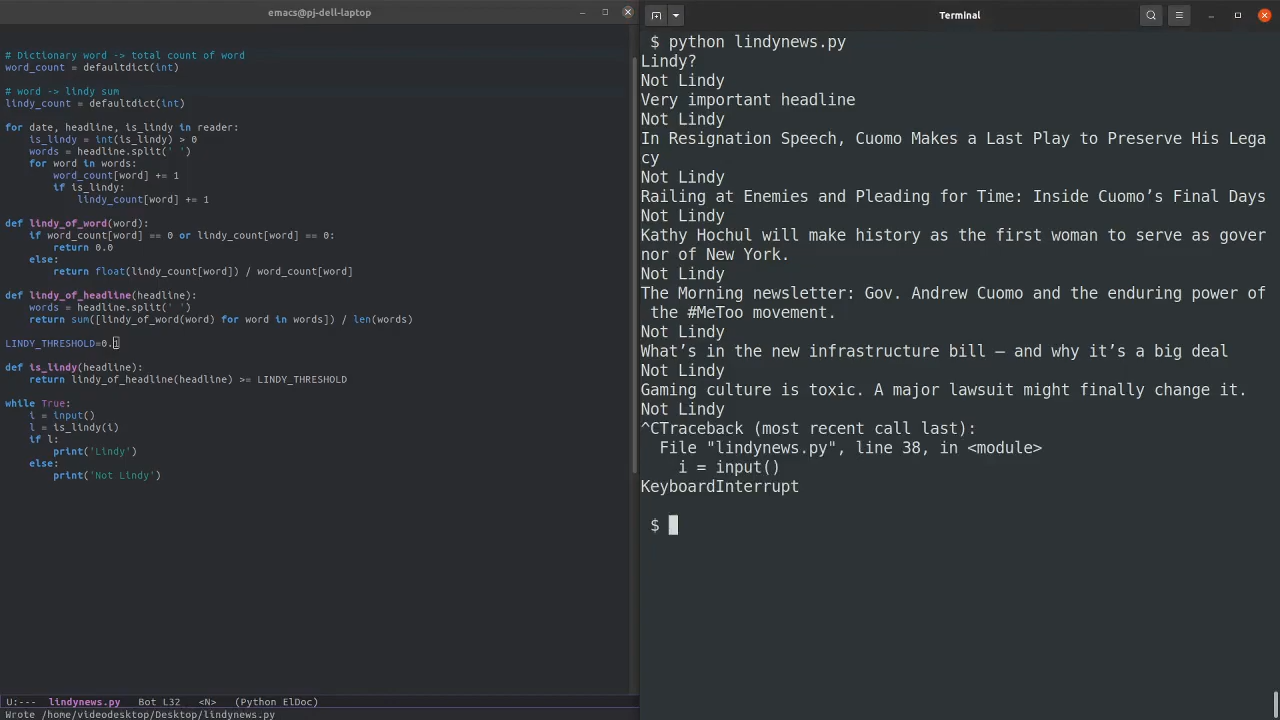 emacs@pj-dell-laptop
# Dictionary word -> total count of word
word_count = defaultdict(int)
# word -> lindy sum
lindy_count = defaultdict(int)
for date, headline, is_lindy in reader:
    is_lindy = int(is_lindy) > 0
    words = headline.split(' ')
    for word in words:
        word_count[word] += 1
        if is_lindy:
            lindy_count[word] += 1
def lindy_of_word(word):
    if word_count[word] == 0 or lindy_count[word] == 0:
        return 0.0
    else:
        return float(lindy_count[word]) / word_count[word]
def lindy_of_headline(headline):
    words = headline.split(' ')
    return sum([lindy_of_word(word) for word in words]) / len(words)
LINDY_THRESHOLD=0.1
def is_lindy(headline):
    return lindy_of_headline(headline) >= LINDY_THRESHOLD
while True:
    i = input()
    l = is_lindy(i)
    if l:
        print('Lindy')
    else:
        print('Not Lindy')
U:--- lindynews.py Bot L32 <N> (Python ElDoc)
Wrote /home/videodesktop/Desktop/lindynews.py
Terminal
$ python lindynews.py
Lindy?
Not Lindy
Very important headline
Not Lindy
In Resignation Speech, Cuomo Makes a Last Play to Preserve His Lega
cy
Not Lindy
Railing at Enemies and Pleading for Time: Inside Cuomo’s Final Days
Not Lindy
Kathy Hochul will make history as the first woman to serve as gover
nor of New York.
Not Lindy
The Morning newsletter: Gov. Andrew Cuomo and the enduring power of
 the #MeToo movement.
Not Lindy
What’s in the new infrastructure bill — and why it’s a big deal
Not Lindy
Gaming culture is toxic. A major lawsuit might finally change it.
Not Lindy
^CTraceback (most recent call last):
  File "lindynews.py", line 38, in <module>
    i = input()
KeyboardInterrupt
$